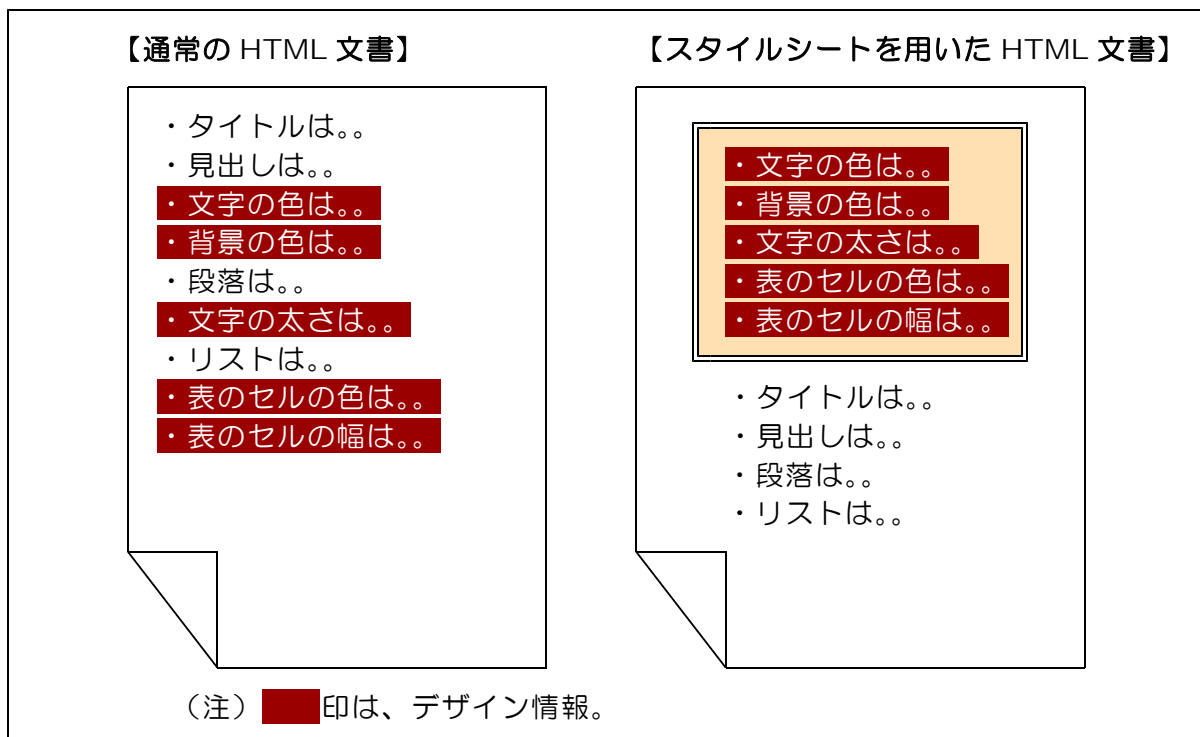 【通常の HTML 文書】
・タイトルは。。
・見出しは。。
・文字の色は。。
・背景の色は。。
・段落は。。
・文字の太さは。。
・リストは。。
・表のセルの色は。。
・表のセルの幅は。。
【スタイルシートを用いた HTML 文書】
・文字の色は。。
・背景の色は。。
・文字の太さは。。
・表のセルの色は。。
・表のセルの幅は。。
・タイトルは。。
・見出しは。。
・段落は。。
・リストは。。
（注） 印は、デザイン情報。